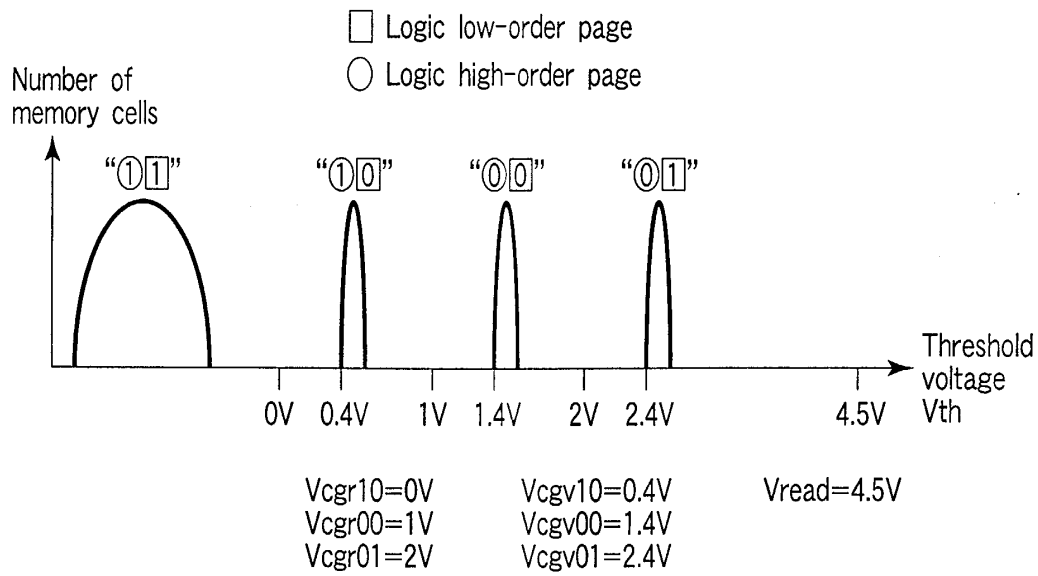 □ Logic low-order page
○ Logic high-order page
Number of
memory cells
“①1” “①0” “⓪0” “⓪1”
0V 0.4V 1V 1.4V 2V 2.4V 4.5V
Threshold
voltage
Vth
Vcgr10=0V Vcgv10=0.4V Vread=4.5V
Vcgr00=1V Vcgv00=1.4V
Vcgr01=2V Vcgv01=2.4V